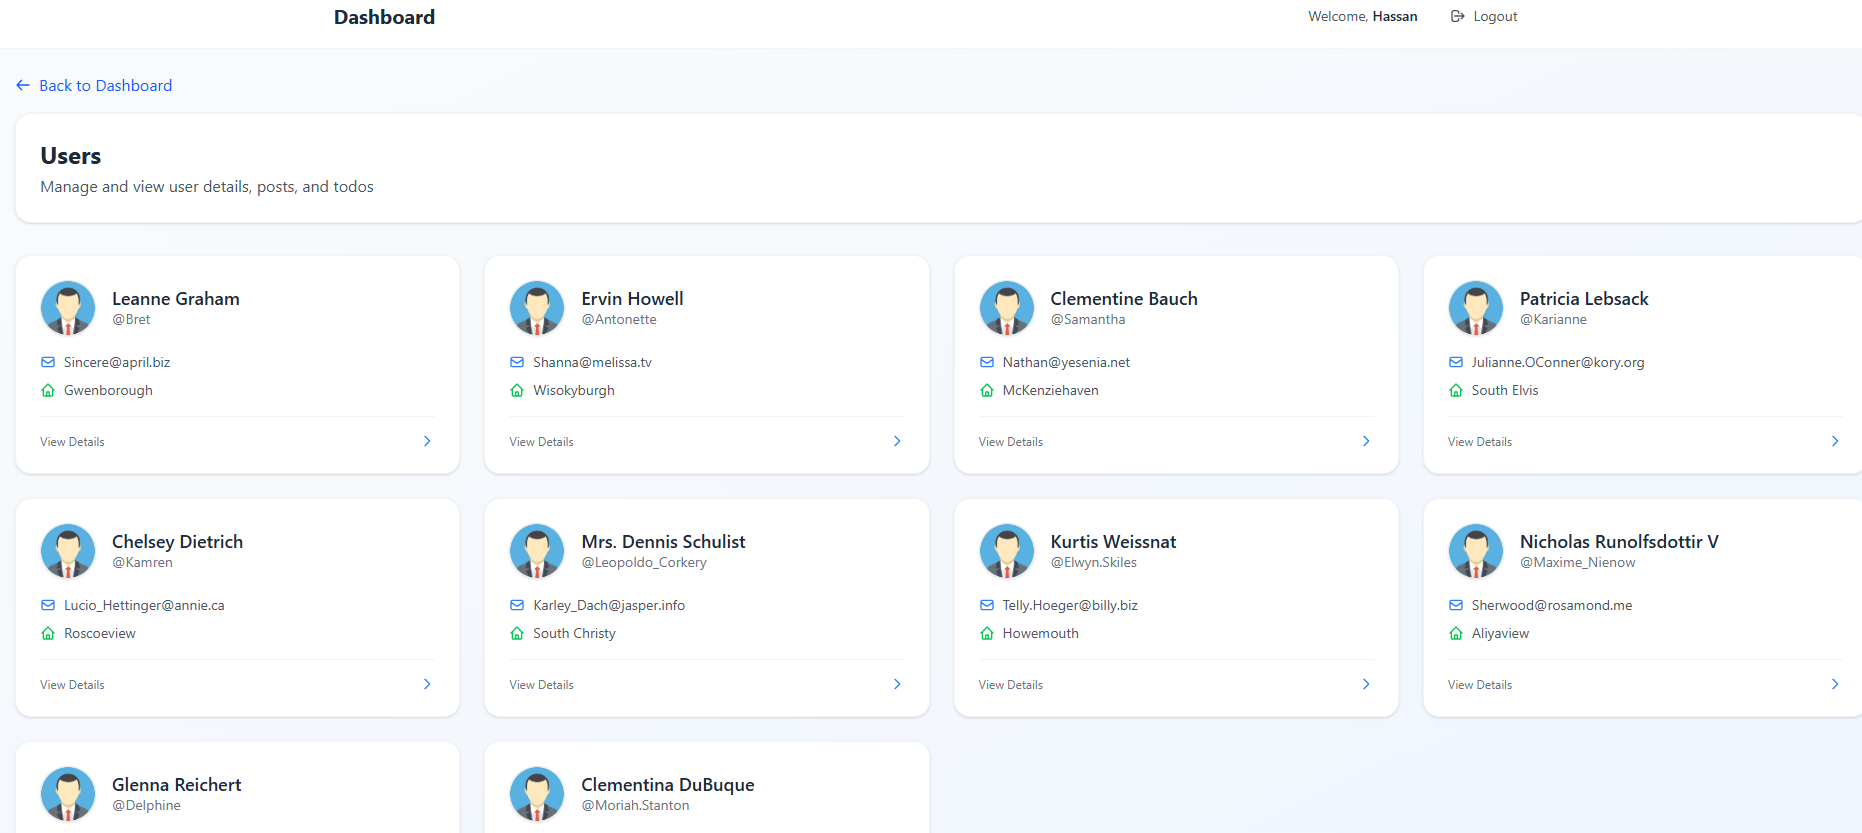 Dashboard
Welcome, Hassan
Logout
Back to Dashboard
Users
Manage and view user details, posts, and todos
Leanne Graham
@Bret
Sincere@april.biz
Gwenborough
View Details
Ervin Howell
@Antonette
Shanna@melissa.tv
Wisokyburgh
View Details
Clementine Bauch
@Samantha
Nathan@yesenia.net
McKenziehaven
View Details
Patricia Lebsack
@Karianne
Julianne.OConner@kory.org
South Elvis
View Details
Chelsey Dietrich
@Kamren
Lucio_Hettinger@annie.ca
Roscoeview
View Details
Mrs. Dennis Schulist
@Leopoldo_Corkery
Karley_Dach@jasper.info
South Christy
View Details
Kurtis Weissnat
@Elwyn.Skiles
Telly.Hoeger@billy.biz
Howemouth
View Details
Nicholas Runolfsdottir V
@Maxime_Nienow
Sherwood@rosamond.me
Aliyaview
View Details
Glenna Reichert
@Delphine
Clementina DuBuque
@Moriah.Stanton